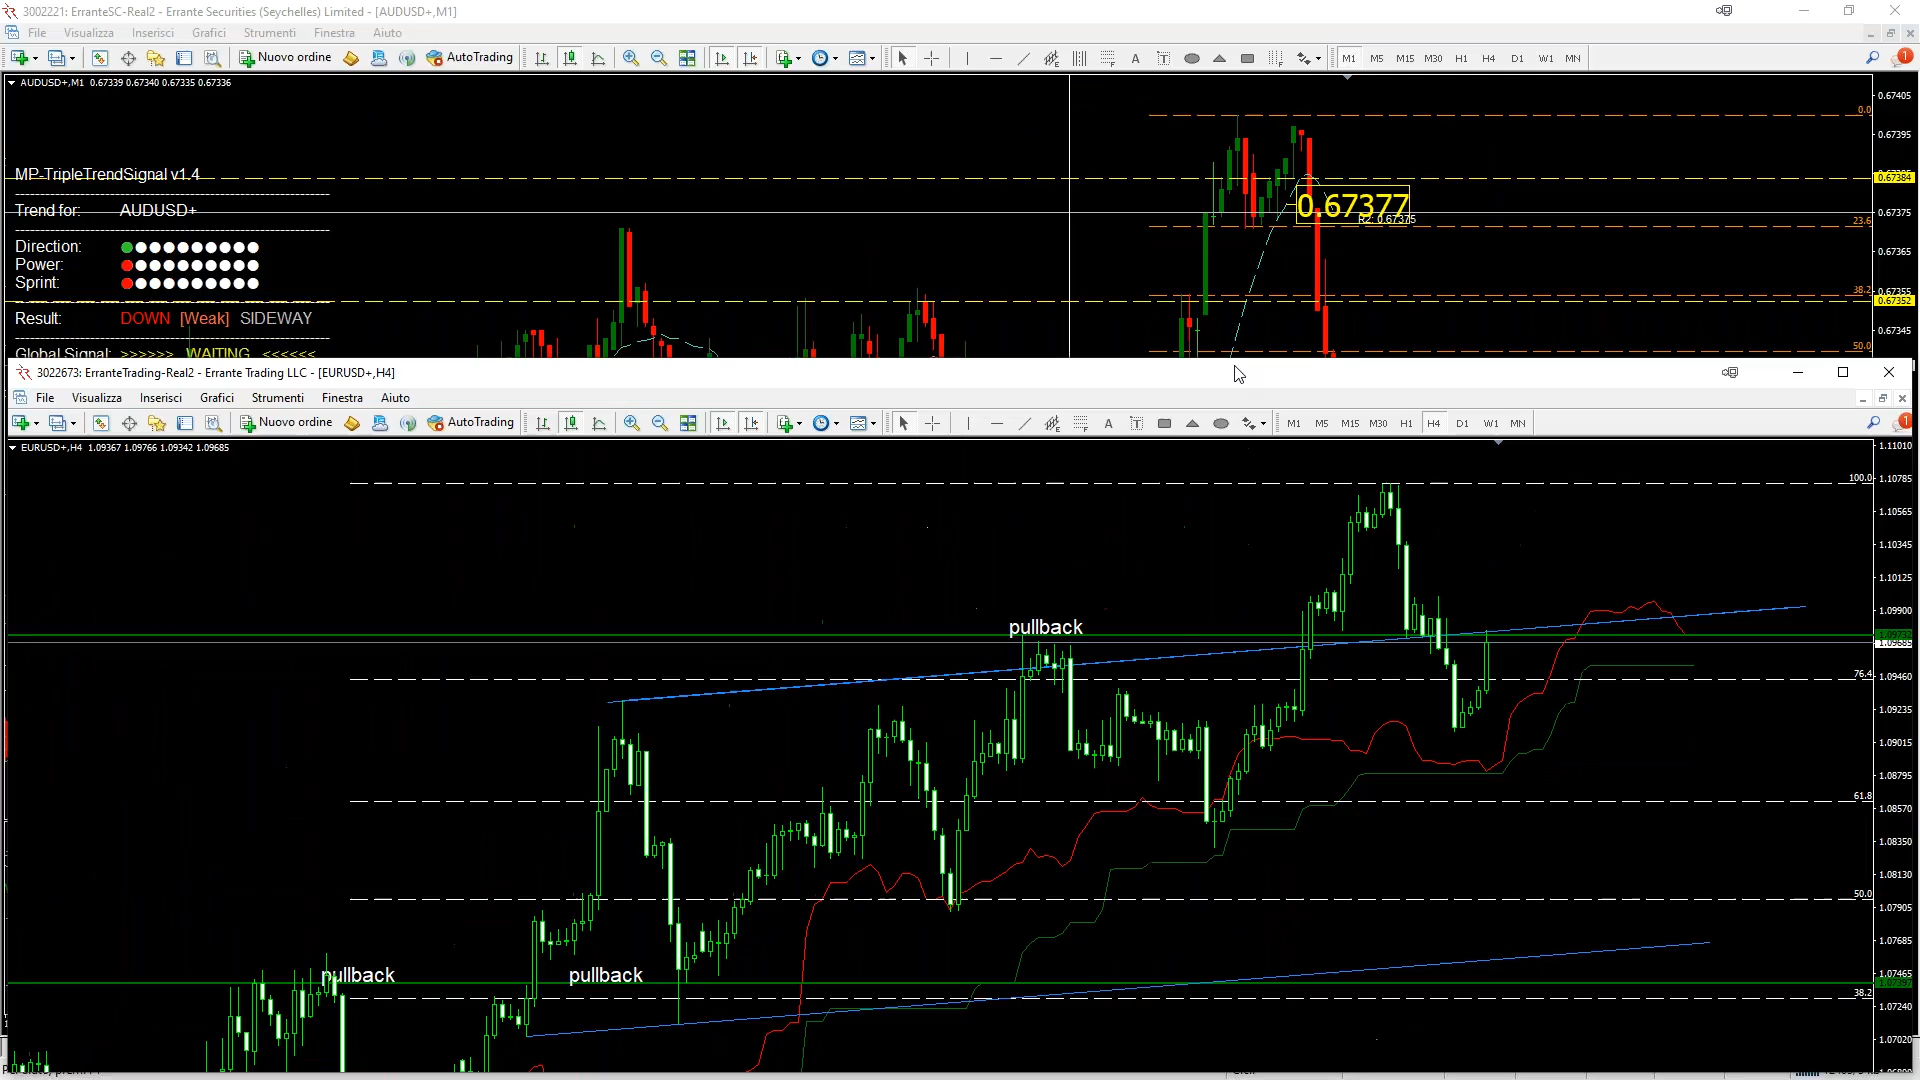 3002221: ErranteSC-Real2 - Errante Securities (Seychelles) Limited - [AUDUSD+,M1]
File Visualizza Inserisci Grafici Strumenti Finestra Aiuto
Nuovo ordine AutoTrading A T M1 M5 M15 M30 H1 H4 D1 W1 MN 1
AUDUSD+,M1 0.67339 0.67340 0.67335 0.67336
0.67405
0.0
0.67395
MP-TripleTrendSignal v1.4
0.67384
Trend for: AUDUSD+
0.67377
R2: 0.67375
0.67375
23.6
Direction:
Power:
Sprint:
0.67365
38.2
0.67355
0.67352
Result: DOWN [Weak] SIDEWAY
0.67345
50.0
Global Signal: >>>>>> WAITING <<<<<<
3022673: ErranteTrading-Real2 - Errante Trading LLC - [EURUSD+,H4]
File Visualizza Inserisci Grafici Strumenti Finestra Aiuto
Nuovo ordine AutoTrading A T M1 M5 M15 M30 H1 H4 D1 W1 MN 1
EURUSD+,H4 1.09367 1.09766 1.09342 1.09685
1.11010
100.0
1.10785
1.10565
1.10345
1.10125
1.09900
pullback
1.09685
76.4
1.09460
1.09235
1.09015
1.08795
61.8
1.08570
1.08350
1.08130
50.0
1.07905
1.07685
pullback pullback
1.07465
38.2
1.07240
1.07020